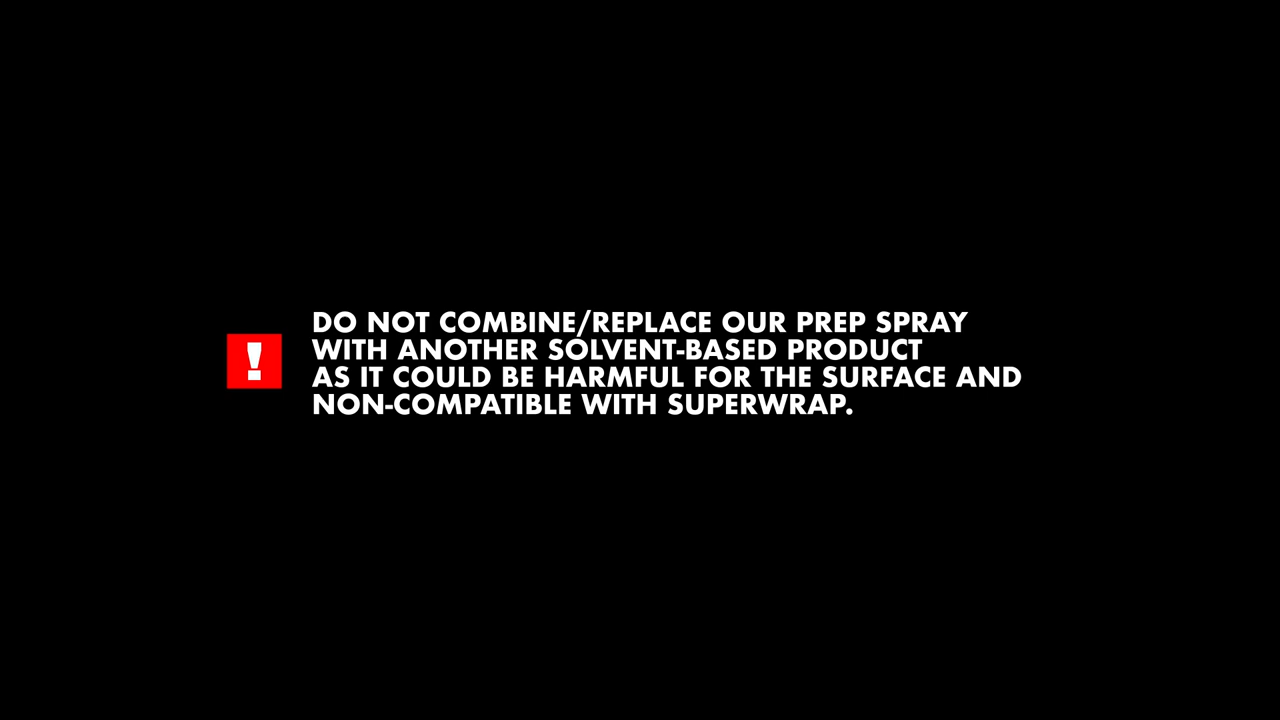 !
DO NOT COMBINE/REPLACE OUR PREP SPRAY
WITH ANOTHER SOLVENT-BASED PRODUCT
AS IT COULD BE HARMFUL FOR THE SURFACE AND
NON-COMPATIBLE WITH SUPERWRAP.